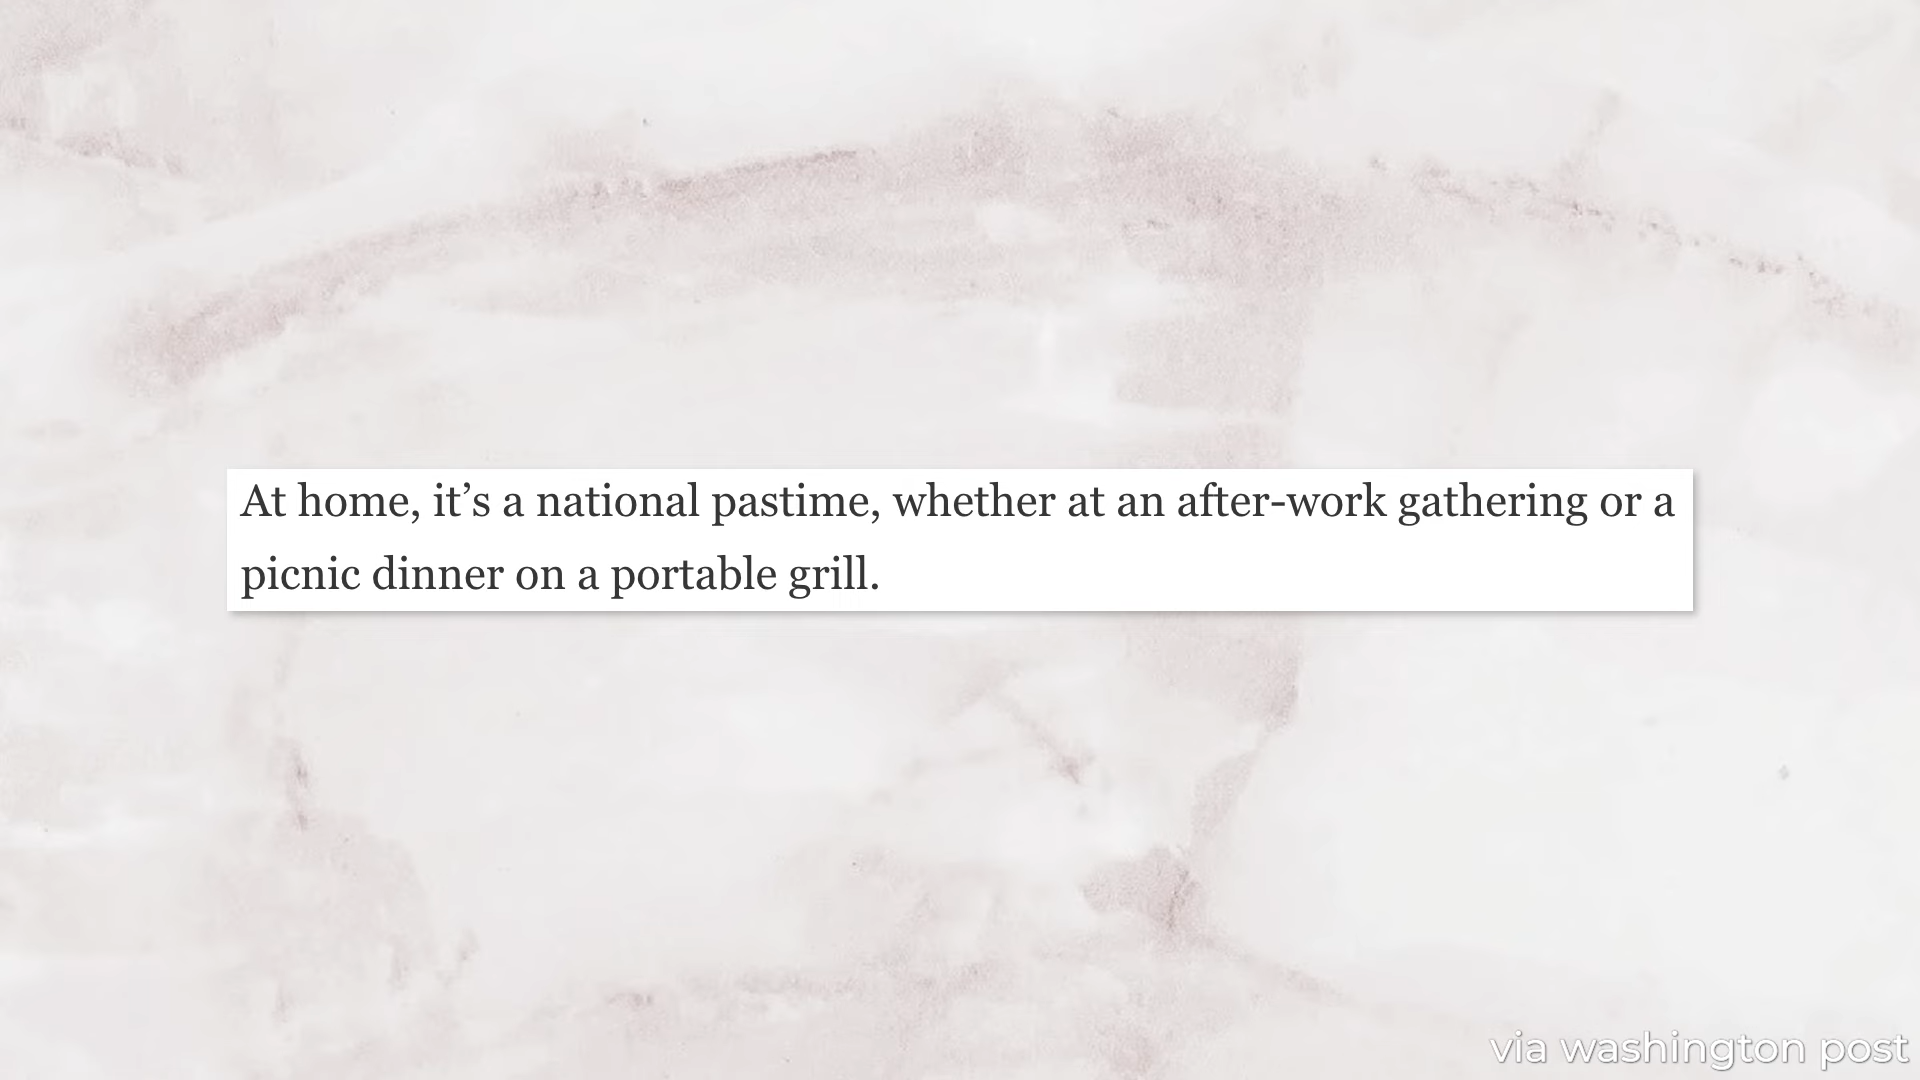 At home, it’s a national pastime, whether at an after-work gathering or a
picnic dinner on a portable grill.
via washington post